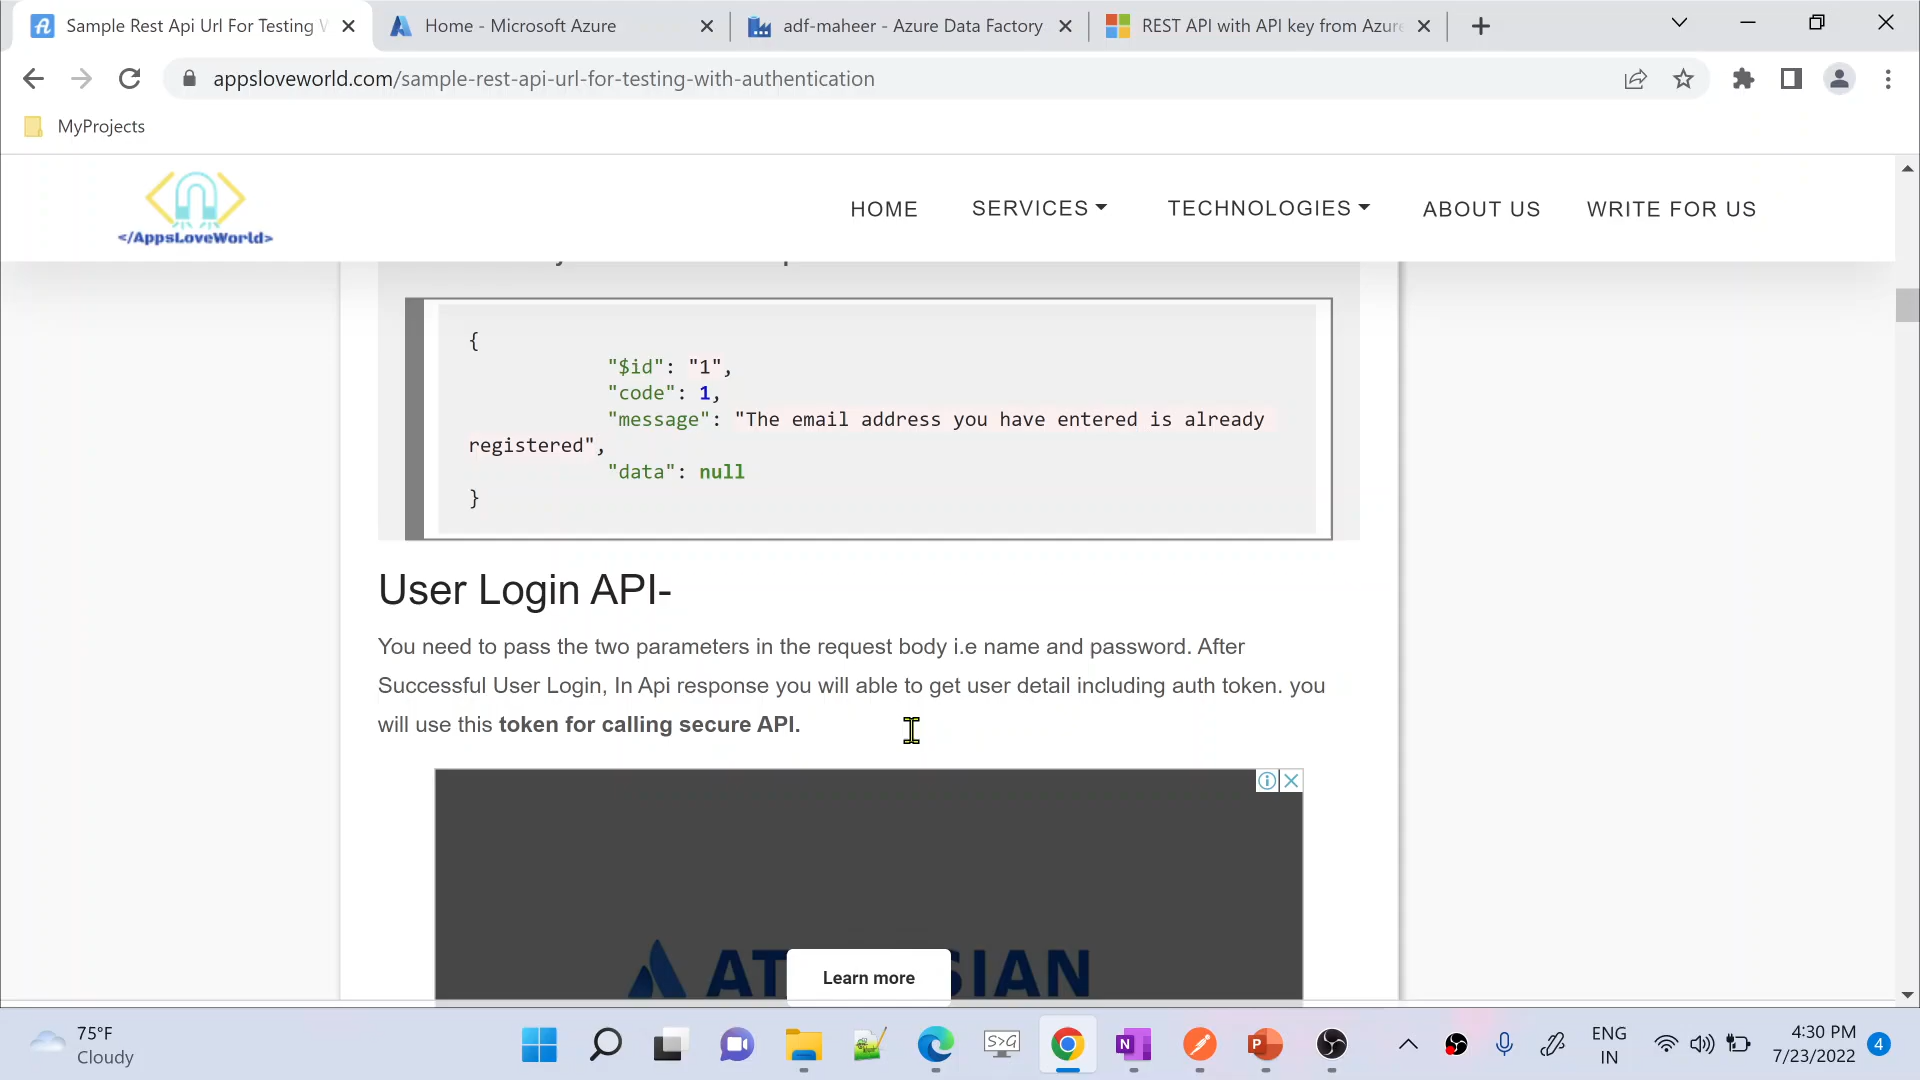 Sample Rest Api Url For Testing W
Home - Microsoft Azure
adf-maheer - Azure Data Factory
REST API with API key from Azure
appsloveworld.com/sample-rest-api-url-for-testing-with-authentication
MyProjects
</AppsLoveWorld>
HOME
SERVICES
TECHNOLOGIES
ABOUT US
WRITE FOR US
{
"$id": "1",
"code": 1,
"message": "The email address you have entered is already
registered",
"data": null
}
User Login API-
You need to pass the two parameters in the request body i.e name and password. After
Successful User Login, In Api response you will able to get user detail including auth token. you
will use this token for calling secure API.
Learn more
75°F
Cloudy
S>G
N
P
ENG
IN
4:30 PM
7/23/2022
4